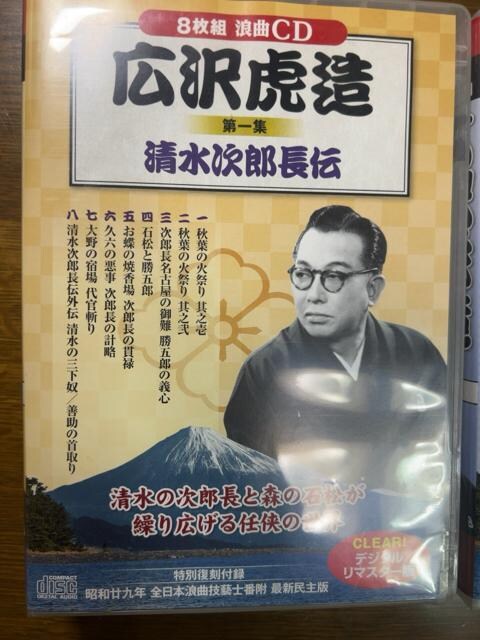 8枚組 浪曲CD
広沢虎造
第一集
清水次郎長伝
一 秋葉の火祭り 其之壱
二 秋葉の火祭り 其之弐
三 次郎長名古屋の御難 勝五郎の義心
四 石松と勝五郎
五 お蝶の焼香場 次郎長の貫禄
六 久六の悪事 次郎長の計略
七 大野の宿場 代官斬り
八 清水次郎長伝外伝 清水の三下奴／善助の首取り
清水の次郎長と森の石松が
繰り広げる任侠の世界
CLEAR!
デジタル
リマスター
COMPACT
disc
DIGITAL AUDIO
特別復刻付録
昭和廿九年 全日本浪曲技藝士番附 最新民主版